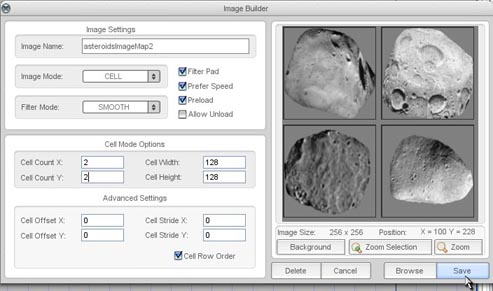 Image Builder
Image Settings
Image Name: asteroidsImageMap2
Image Mode: CELL
Filter Mode: SMOOTH
Filter Pad
Prefer Speed
Preload
Allow Unload
Cell Mode Options
Cell Count X: 2 Cell Width: 128
Cell Count Y: 2 Cell Height: 128
Advanced Settings
Cell Offset X: 0 Cell Stride X: 0
Cell Offset Y: 0 Cell Stride Y: 0
Cell Row Order
Image Size: 256 x 256 Position: X = 100 Y = 228
Background Zoom Selection Zoom
Delete Cancel Browse Save